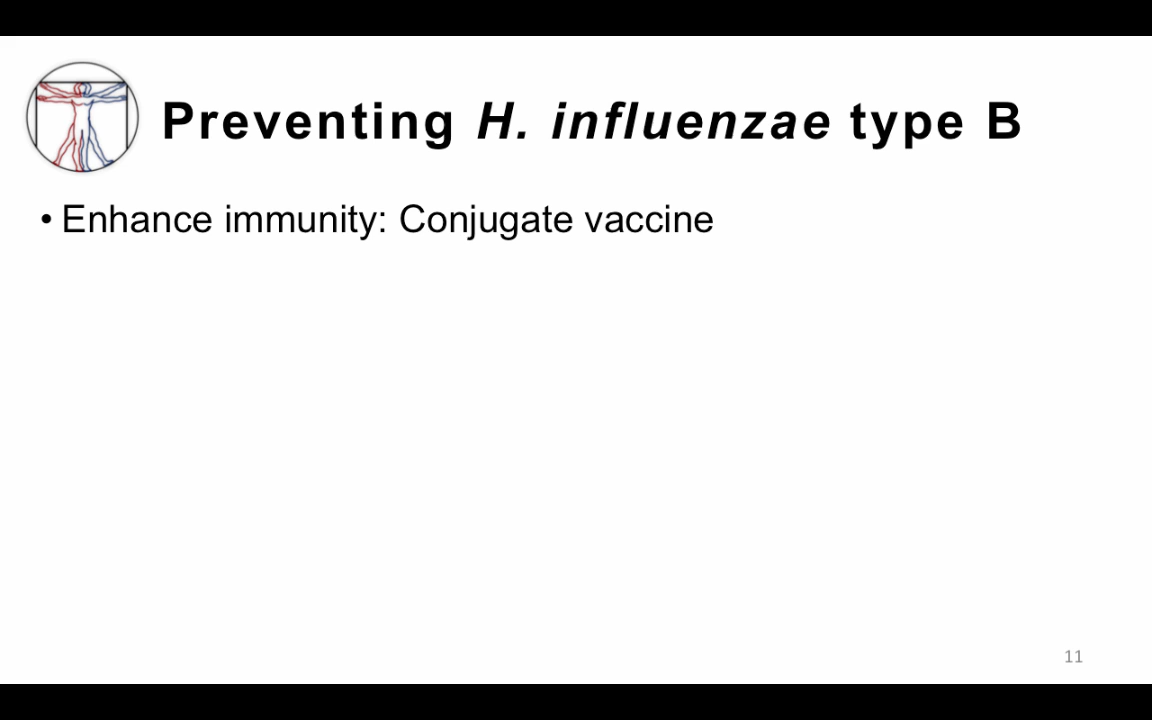 Preventing H. influenzae type B
• Enhance immunity: Conjugate vaccine
11